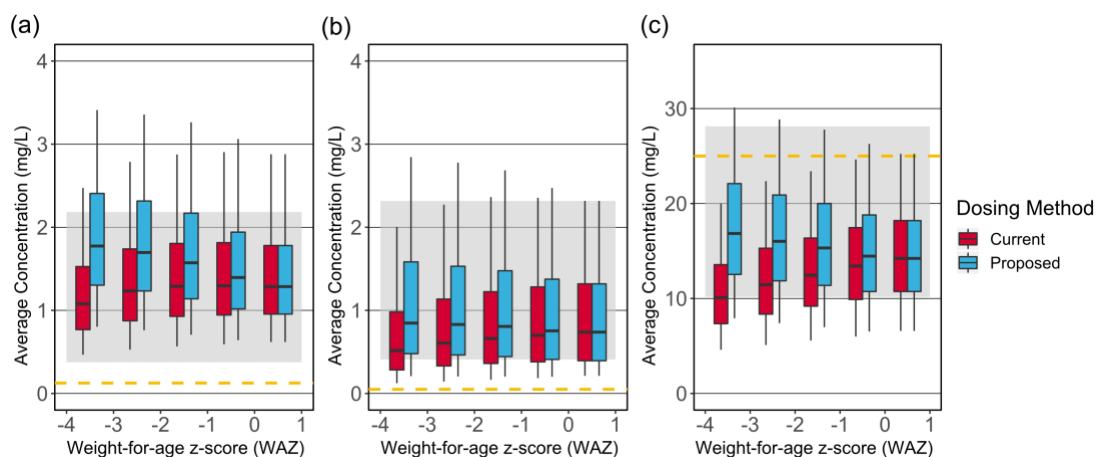 (a)
(b)
(c)
Average Concentration (mg/L)
4
3
2
1
0
-4 -3 -2 -1 0 1
Weight-for-age z-score (WAZ)
Average Concentration (mg/L)
4
3
2
1
0
-4 -3 -2 -1 0 1
Weight-for-age z-score (WAZ)
Average Concentration (mg/L)
30
20
10
0
-4 -3 -2 -1 0 1
Weight-for-age z-score (WAZ)
Dosing Method
Current
Proposed